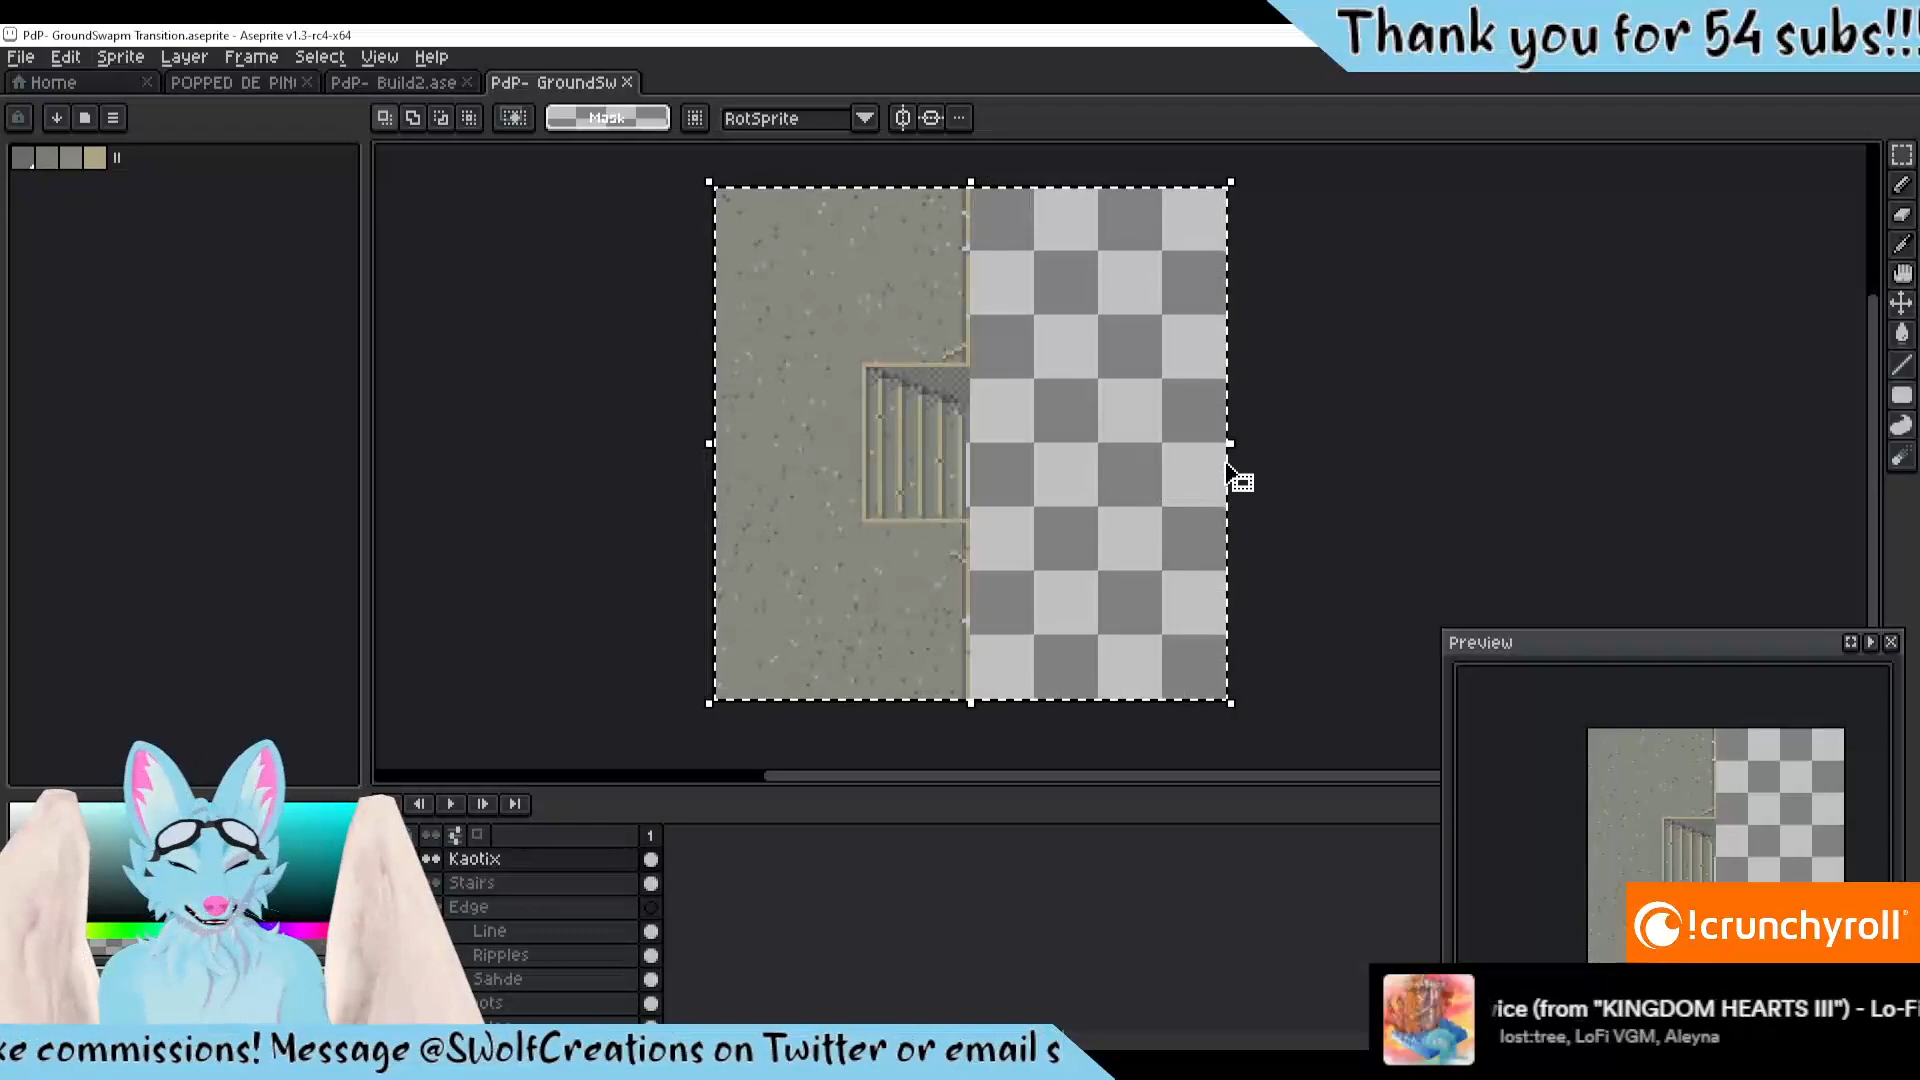 Thank you for 54 subs!!!
PdP- GroundSwapm Transition.aseprite - Aseprite v1.3-rc4-x64
File Edit Sprite Layer Frame Select View Help
Home
POPPED DE PIN
PdP- Build2.ase
PdP- GroundSw
Mask
RotSprite
Preview
1
Kaotix
Stairs
Edge
Line
Ripples
Sahde
ots
!crunchyroll
ice (from "KINGDOM HEARTS III") - Lo-Fi
lost:tree, LoFi VGM, Aleyna
ke commissions! Message @SWolfCreations on Twitter or email s